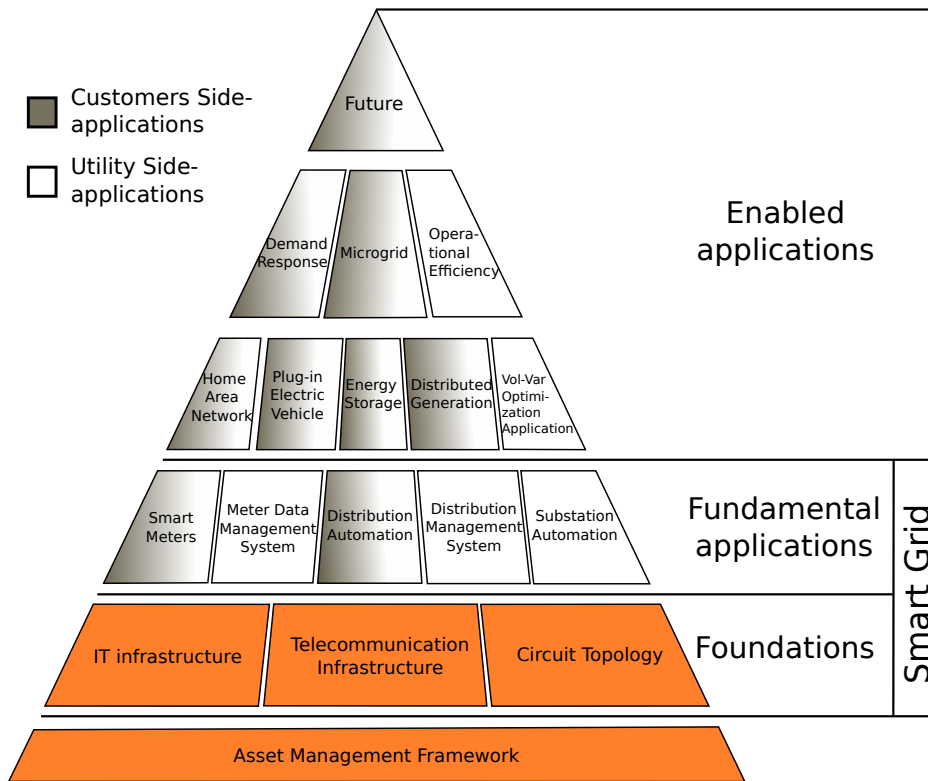 Future
Customers Side-
applications
Utility Side-
applications
Enabled
applications
Demand
Response
Microgrid
Opera-
tional
Efficiency
Home
Area
Network
Plug-in
Electric
Vehicle
Energy
Storage
Distributed
Generation
Vol-Var
Optimi-
zation
Application
Smart
Meters
Meter Data
Management
System
Distribution
Automation
Distribution
Management
System
Substation
Automation
Fundamental
applications
Smart Grid
IT infrastructure
Telecommunication
Infrastructure
Circuit Topology
Foundations
Asset Management Framework